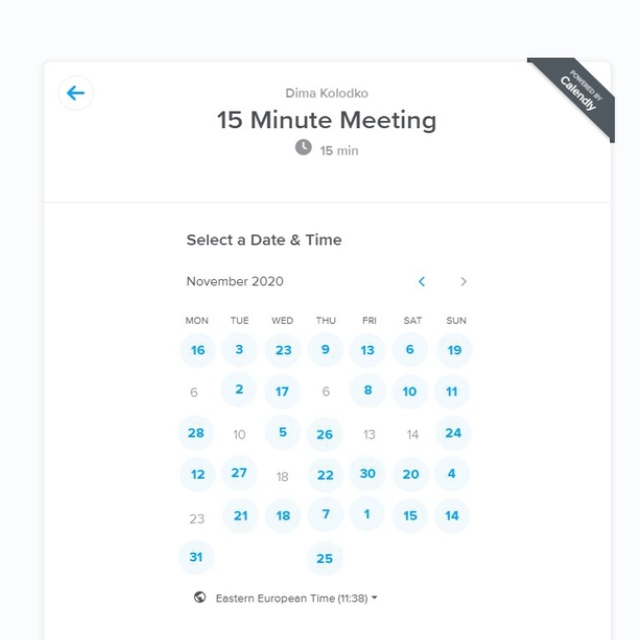 POWERED BY
Calendly
Dima Kolodko
15 Minute Meeting
15 min
Select a Date & Time
November 2020
MON TUE WED THU FRI SAT SUN
16 3 23 9 13 6 19
6 2 17 6 8 10 11
28 10 5 26 13 14 24
12 27 18 22 30 20 4
23 21 18 7 1 15 14
31 25
Eastern European Time (11:38)